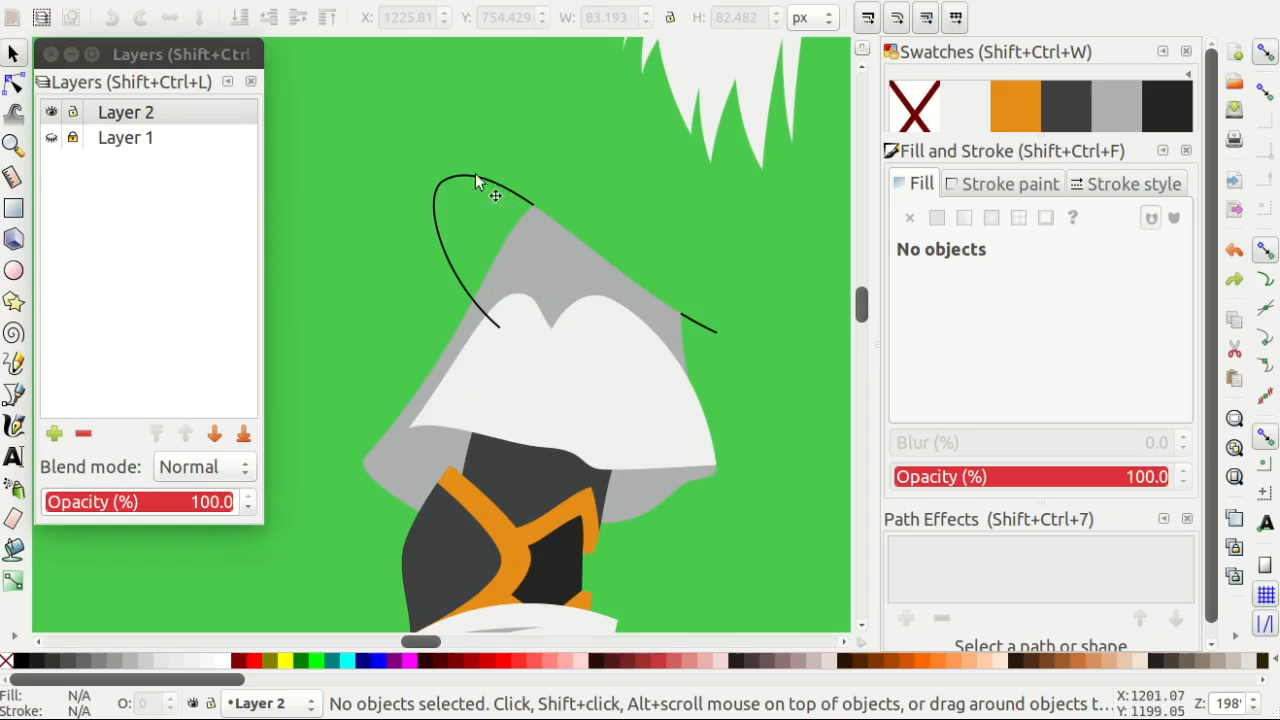 X: 1225.81 Y: 754.429 W: 83.193 H: 82.482 px
Layers (Shift+Ctrl
Layers (Shift+Ctrl+L)
Layer 2
Layer 1
Blend mode: Normal
Opacity (%) 100.0
Swatches (Shift+Ctrl+W)
Fill and Stroke (Shift+Ctrl+F)
Fill Stroke paint Stroke style
?
No objects
Blur (%) 0.0
Opacity (%) 100.0
Path Effects (Shift+Ctrl+7)
Select a path or shape
Fill: N/A
Stroke: N/A
O: 0
•Layer 2
No objects selected. Click, Shift+click, Alt+scroll mouse on top of objects, or drag around objects t...
X:1201.07
Y:1199.05
Z: 198